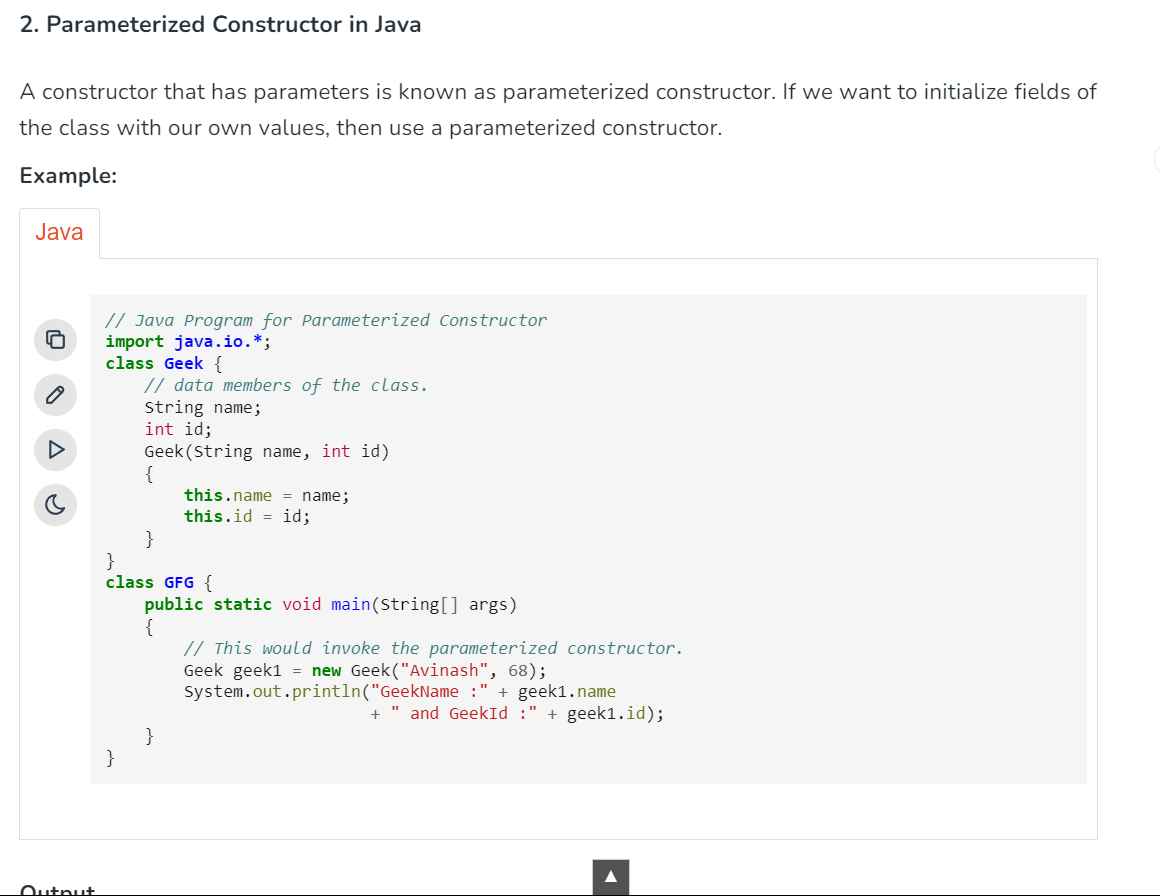 2. Parameterized Constructor in Java
A constructor that has parameters is known as parameterized constructor. If we want to initialize fields of
the class with our own values, then use a parameterized constructor.
Example:
Java
// Java Program for Parameterized Constructor
import java.io.*;
class Geek {
    // data members of the class.
    String name;
    int id;
    Geek(String name, int id)
    {
        this.name = name;
        this.id = id;
    }
}
class GFG {
    public static void main(String[] args)
    {
        // This would invoke the parameterized constructor.
        Geek geek1 = new Geek("Avinash", 68);
        System.out.println("GeekName :" + geek1.name
                           + " and GeekId :" + geek1.id);
    }
}
Output